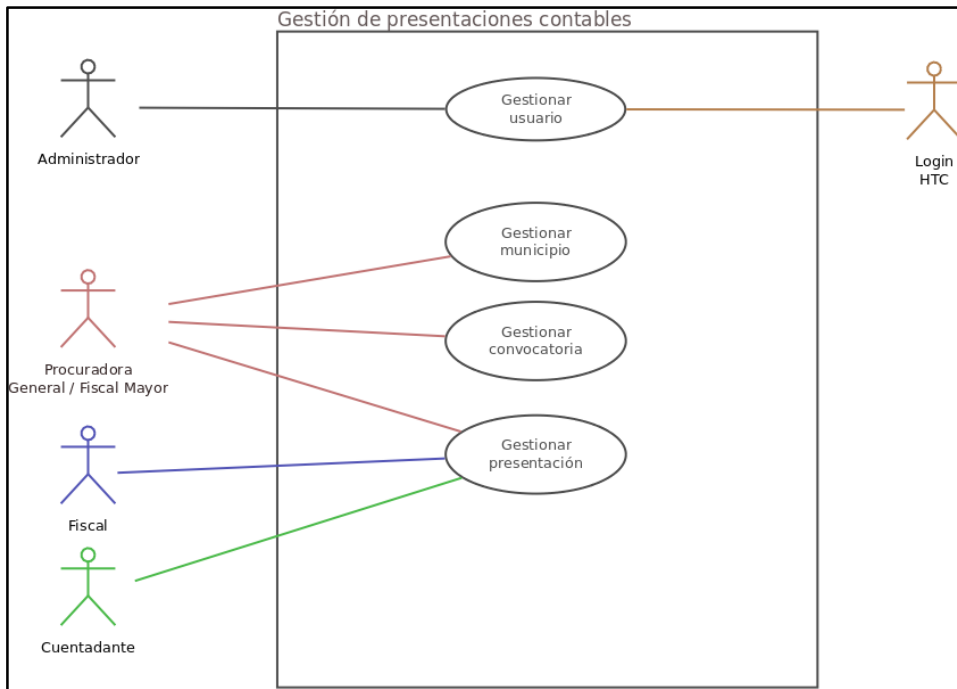 Gestión de presentaciones contables
Gestionar
usuario
Administrador
Login
HTC
Gestionar
municipio
Gestionar
convocatoria
Procuradora
General / Fiscal Mayor
Gestionar
presentación
Fiscal
Cuentadante